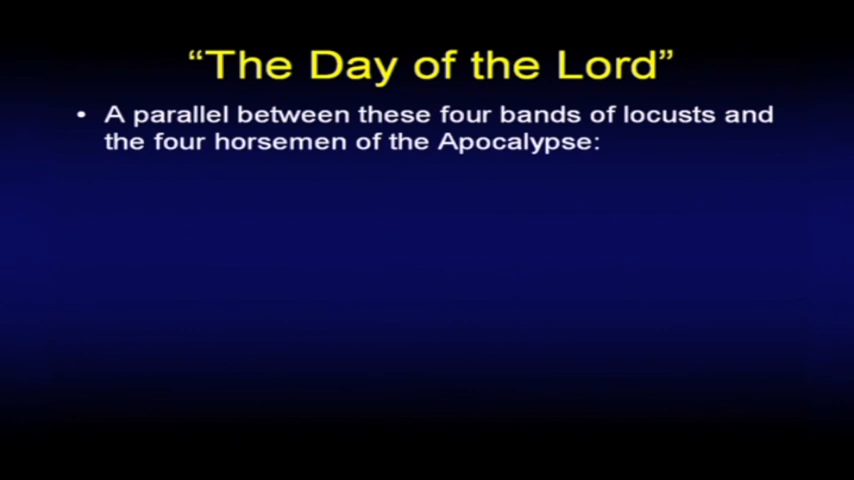 “The Day of the Lord”
• A parallel between these four bands of locusts and
the four horsemen of the Apocalypse: